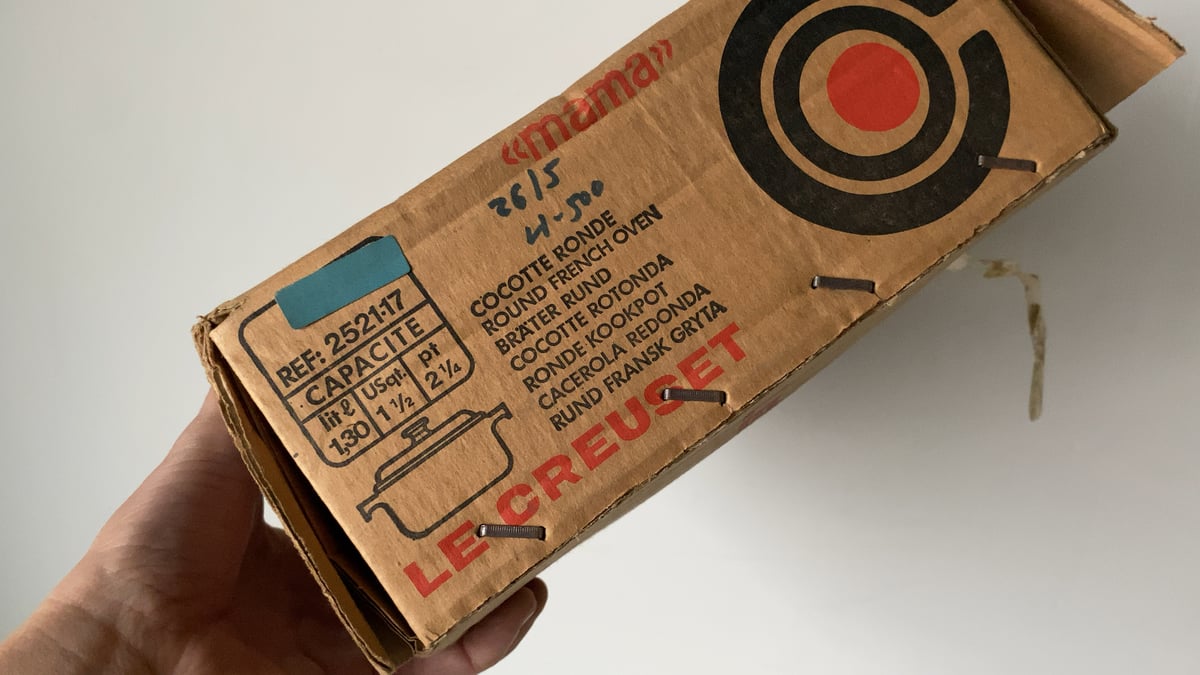 «mama»
26/5
4-500
REF: 2521-17
CAPACITE
lit ℓ USqt. pt
1,30 1 ½ 2 ¼
COCOTTE RONDE
ROUND FRENCH OVEN
BRÄTER RUND
COCOTTE ROTONDA
RONDE KOOKPOT
CACEROLA REDONDA
RUND FRANSK GRYTA
LE CREUSET